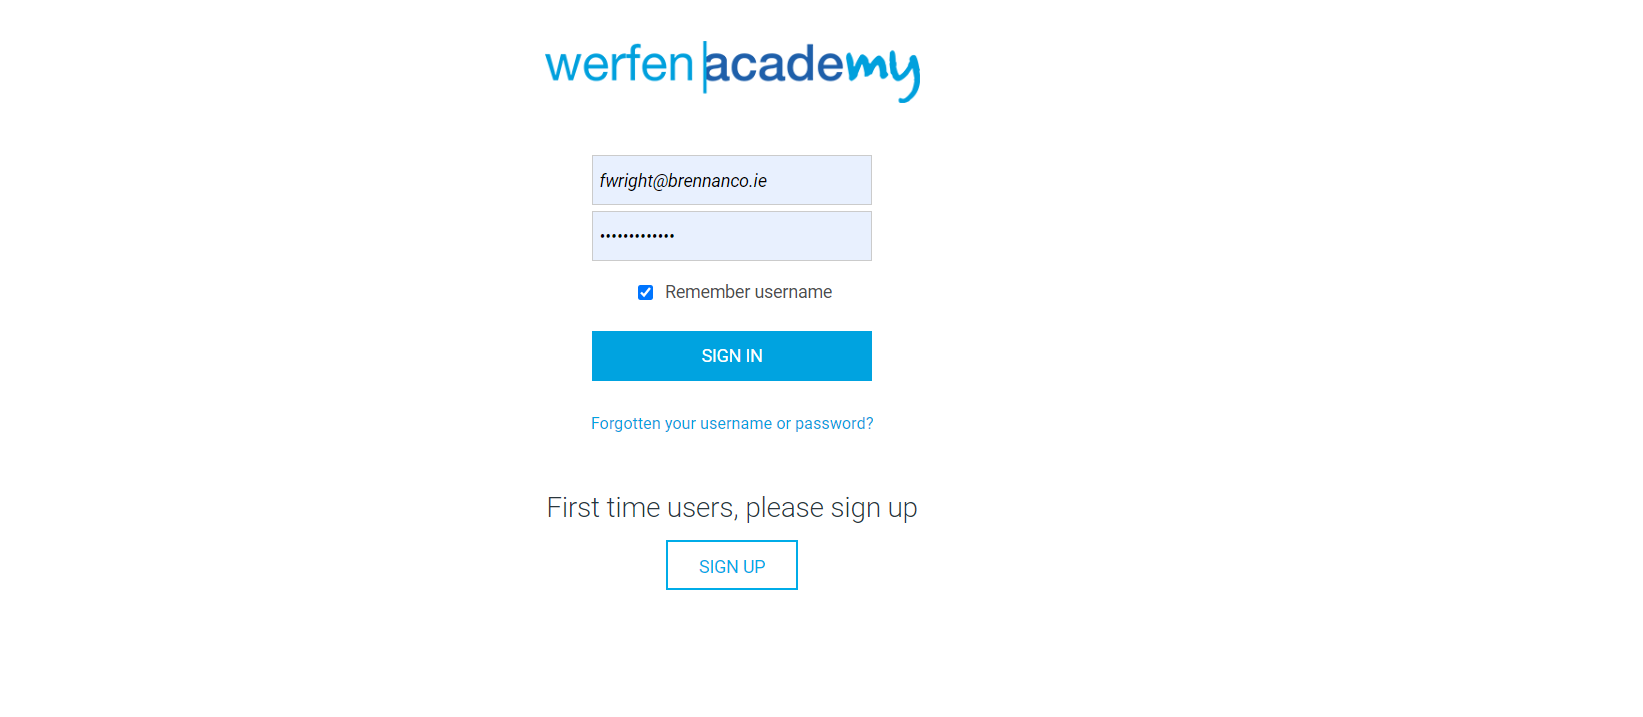 werfen academy
fwright@brennanco.ie
•••••••••••••
Remember username
SIGN IN
Forgotten your username or password?
First time users, please sign up
SIGN UP